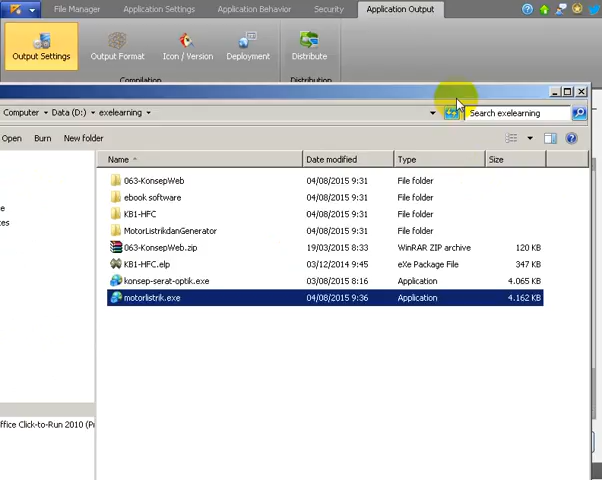 File Manager Application Settings Application Behavior Security Application Output
Output Settings Output Format Icon / Version Deployment Distribute
Compilation Distribution
Computer Data (D:) exelearning Search exelearning
Open Burn New folder
Name Date modified Type Size
063-KonsepWeb 04/08/2015 9:31 File folder
ebook software 04/08/2015 9:31 File folder
KB1-HFC 04/08/2015 9:31 File folder
MotorListrikdanGenerator 04/08/2015 9:31 File folder
063-KonsepWeb.zip 19/03/2015 8:33 WinRAR ZIP archive 120 KB
KB1-HFC.elp 03/12/2014 9:45 eXe Package File 347 KB
konsep-serat-optik.exe 03/08/2015 8:16 Application 4.065 KB
motorlistrik.exe 04/08/2015 9:36 Application 4.162 KB
ffice Click-to-Run 2010 (Pr